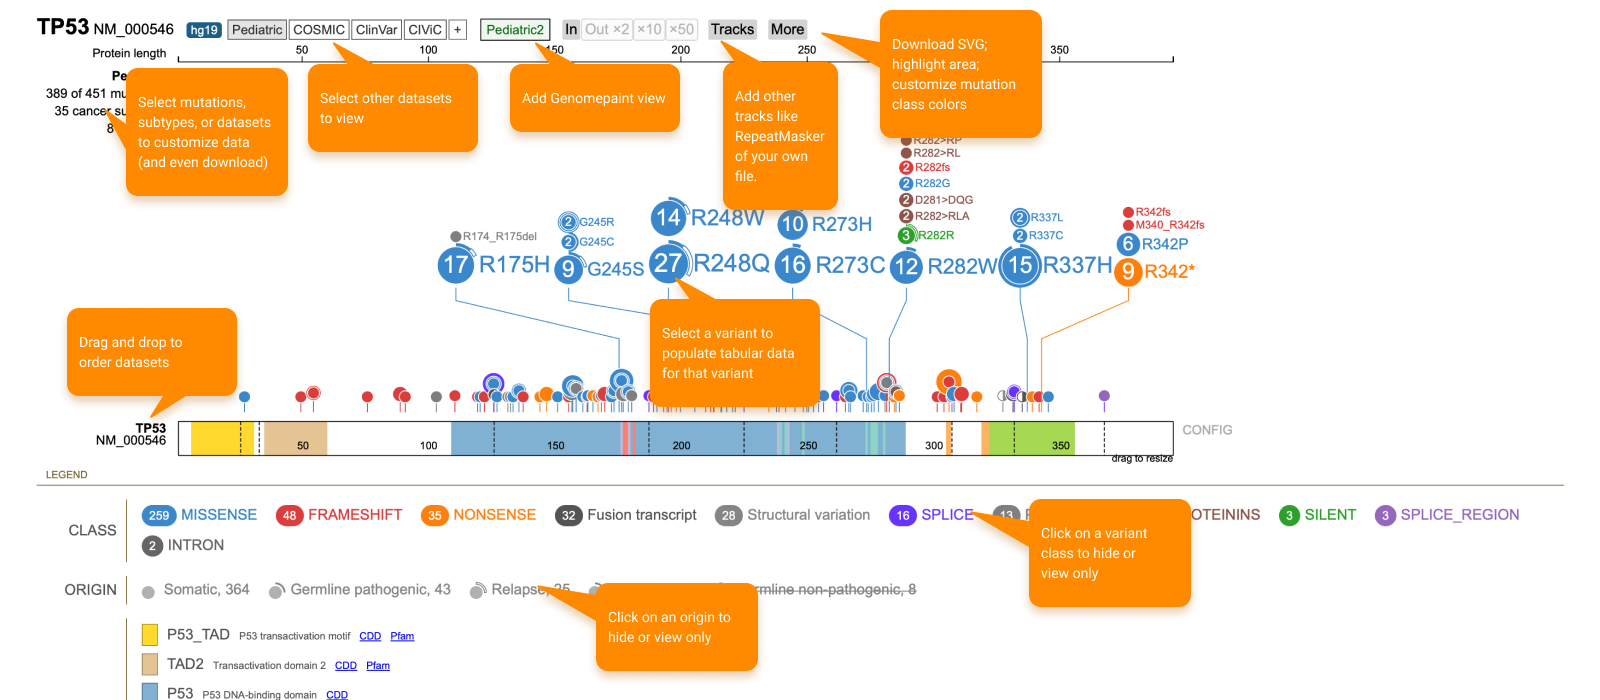 TP53 NM_000546 hg19 Pediatric COSMIC ClinVar CIViC + Pediatric2 In Out ×2 ×10 ×50 Tracks More
Protein length 50 100 150 200 250 350
Download SVG;
highlight area;
customize mutation
class colors
389 of 451
35 cancer
8
Select mutations,
subtypes, or datasets
to customize data
(and even download)
Select other datasets
to view
Add Genomepaint view
Add other
tracks like
RepeatMasker
of your own
file.
R282>RP
R282>RL
2 R282fs
2 R282G
2 D281>DQG
2 R282>RLA
3 R282R
12 R282W
R174_R175del
17 R175H
2 G245R
2 G245C
9 G245S
14 R248W
27 R248Q
10 R273H
16 R273C
2 R337L
2 R337C
15 R337H
R342fs
M340_R342fs
6 R342P
9 R342*
Select a variant to
populate tabular data
for that variant
Drag and drop to
order datasets
TP53
NM_000546
50 100 150 200 250 300 350
CONFIG
drag to resize
LEGEND
CLASS
259 MISSENSE 48 FRAMESHIFT 35 NONSENSE 32 Fusion transcript 28 Structural variation 16 SPLICE 13 OTEININS 3 SILENT 3 SPLICE_REGION
2 INTRON
Click on a variant
class to hide or
view only
ORIGIN
Somatic, 364 Germline pathogenic, 43 Relapse, 25 rmline non-pathogenic, 8
Click on an origin to
hide or view only
P53_TAD P53 transactivation motif CDD Pfam
TAD2 Transactivation domain 2 CDD Pfam
P53 P53 DNA-binding domain CDD